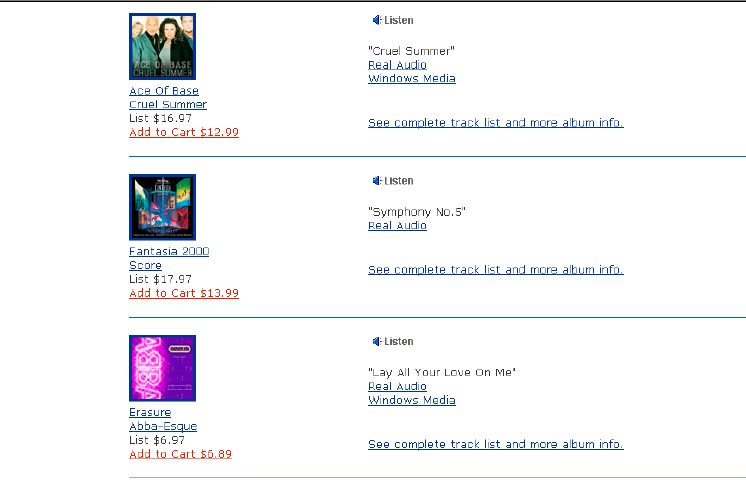 Listen
ACE OF BASE
CRUEL SUMMER
"Cruel Summer"
Real Audio
Windows Media
Ace Of Base
Cruel Summer
List $16.97
Add to Cart $12.99
See complete track list and more album info.
Listen
"Symphony No.5"
Real Audio
Fantasia 2000
Score
List $17.97
Add to Cart $13.99
See complete track list and more album info.
Listen
ABBA
"Lay All Your Love On Me"
Real Audio
Windows Media
Erasure
Abba-Esque
List $6.97
Add to Cart $6.89
See complete track list and more album info.